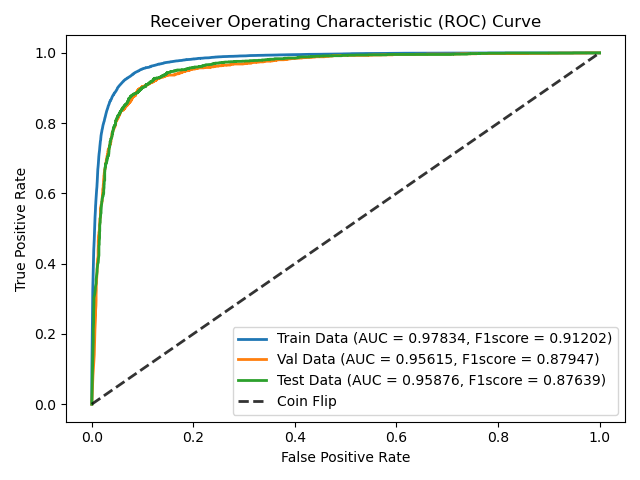 Receiver Operating Characteristic (ROC) Curve
True Positive Rate
1.0
0.8
0.6
0.4
0.2
0.0
Train Data (AUC = 0.97834, F1score = 0.91202)
Val Data (AUC = 0.95615, F1score = 0.87947)
Test Data (AUC = 0.95876, F1score = 0.87639)
Coin Flip
0.0 0.2 0.4 0.6 0.8 1.0
False Positive Rate